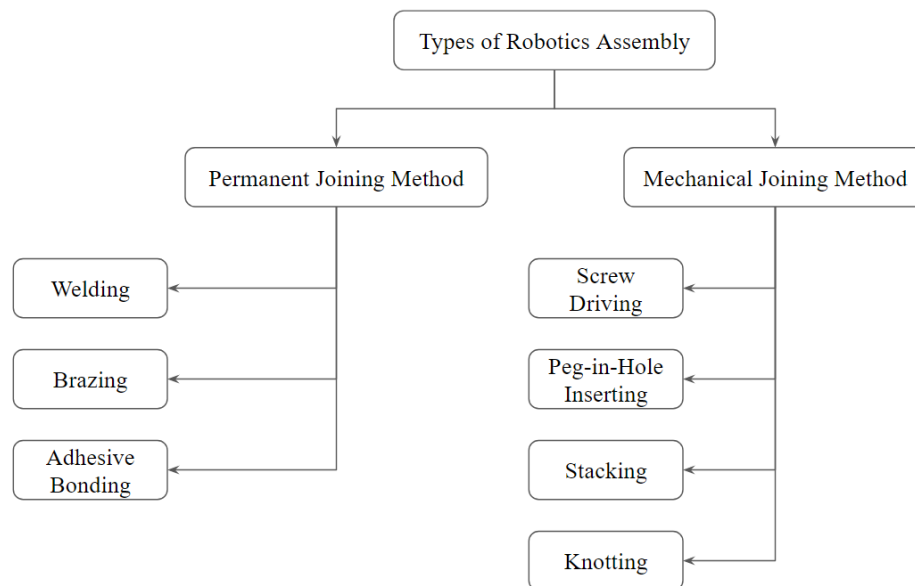 Types of Robotics Assembly
Permanent Joining Method
Mechanical Joining Method
Welding
Brazing
Adhesive
Bonding
Screw
Driving
Peg-in-Hole
Inserting
Stacking
Knotting